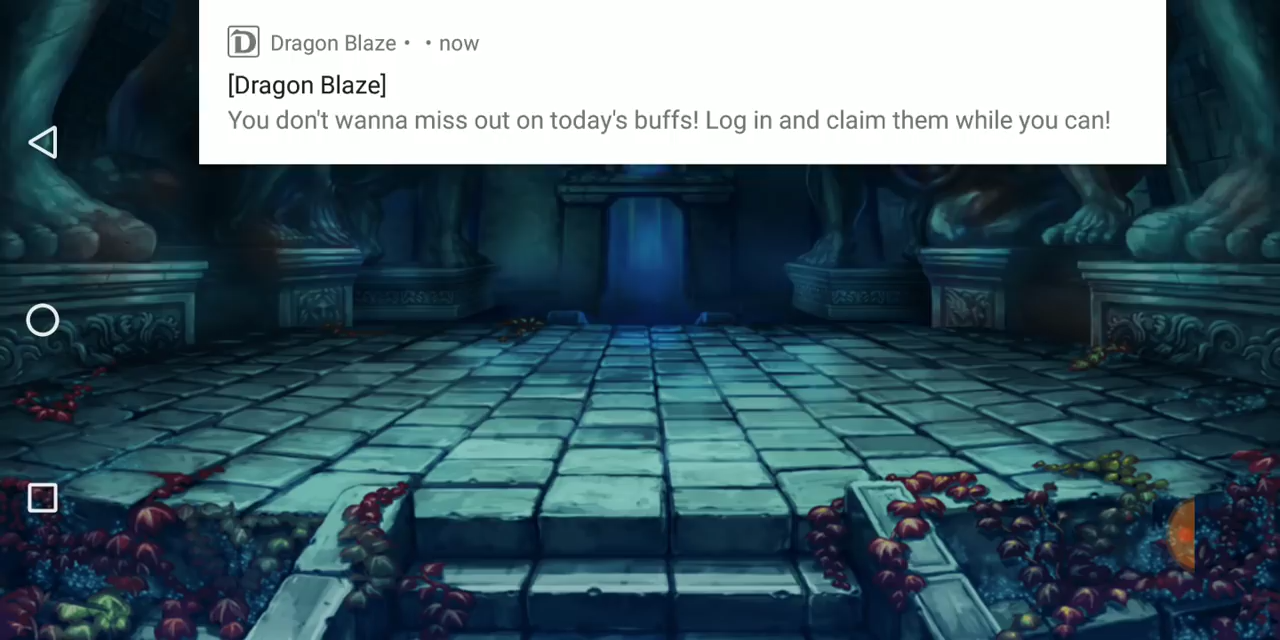 Dragon Blaze • • now
[Dragon Blaze]
You don't wanna miss out on today's buffs! Log in and claim them while you can!